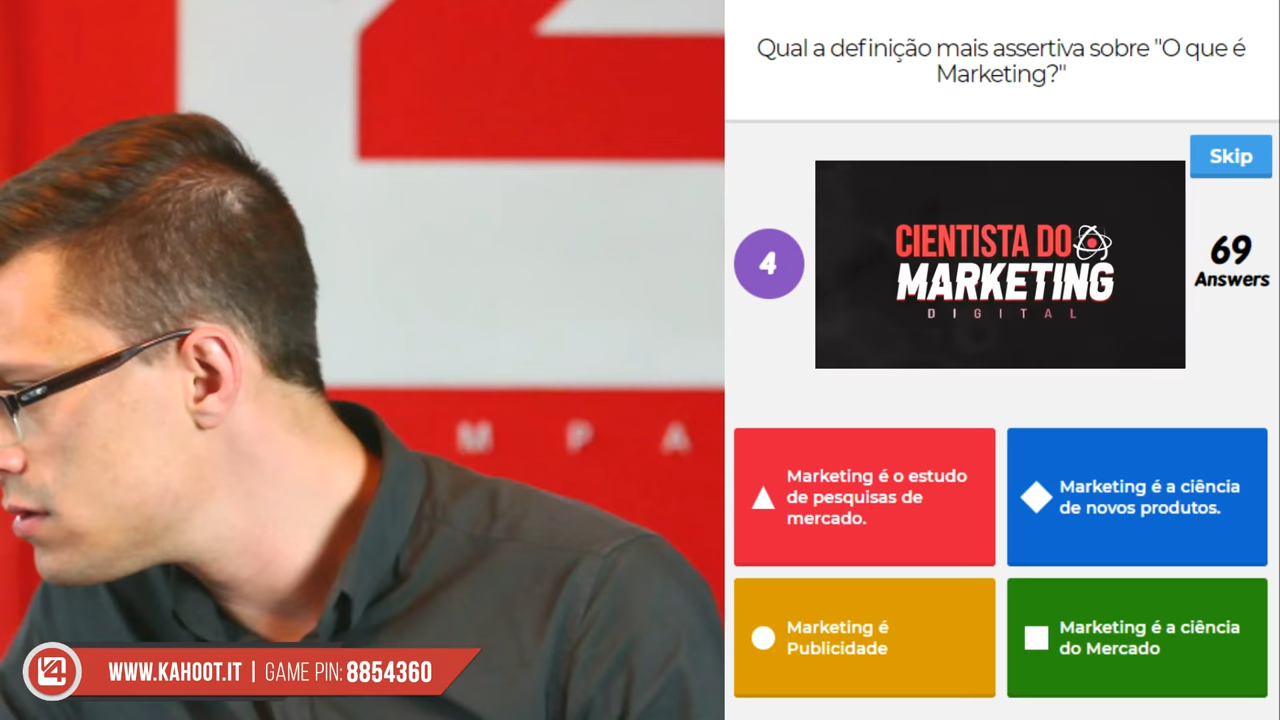 Qual a definição mais assertiva sobre "O que é
Marketing?"
Skip
4
CIENTISTA DO
MARKETING
DIGITAL
69
Answers
M P A
Marketing é o estudo
de pesquisas de
mercado.
Marketing é a ciência
de novos produtos.
Marketing é
Publicidade
Marketing é a ciência
do Mercado
V4
WWW.KAHOOT.IT | GAME PIN: 8854360